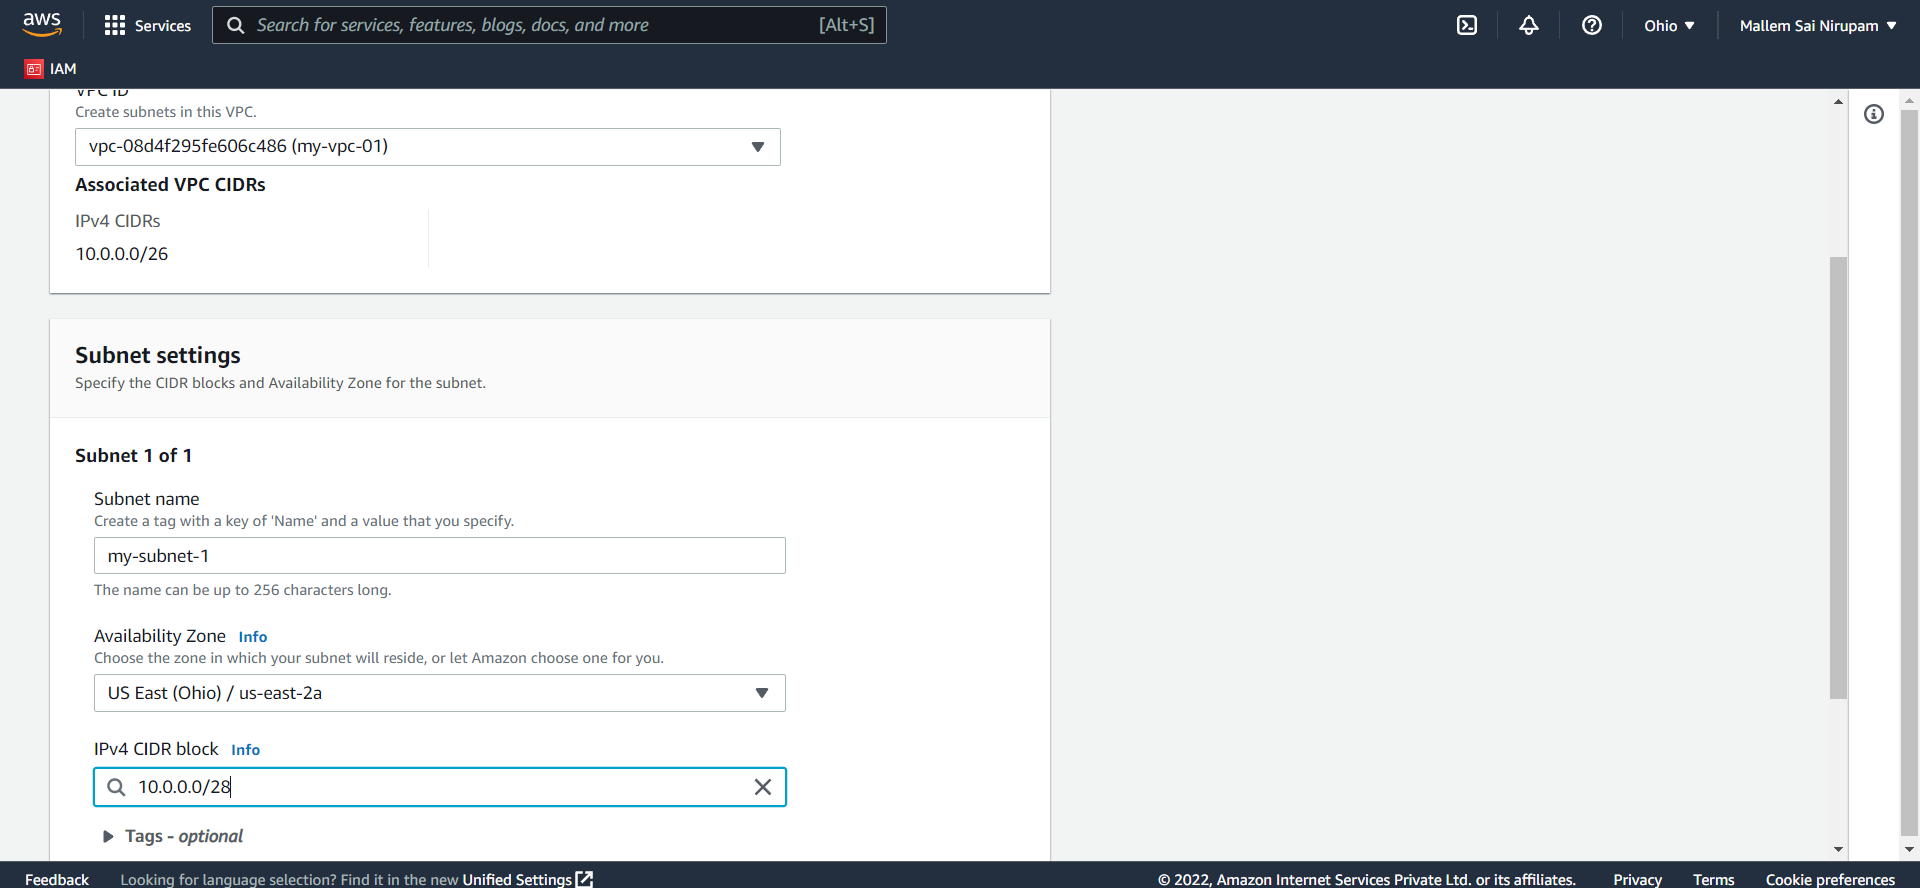 aws
Services
Search for services, features, blogs, docs, and more
[Alt+S]
Ohio
Mallem Sai Nirupam
IAM
VPC ID
Create subnets in this VPC.
vpc-08d4f295fe606c486 (my-vpc-01)
Associated VPC CIDRs
IPv4 CIDRs
10.0.0.0/26
Subnet settings
Specify the CIDR blocks and Availability Zone for the subnet.
Subnet 1 of 1
Subnet name
Create a tag with a key of 'Name' and a value that you specify.
my-subnet-1
The name can be up to 256 characters long.
Availability Zone Info
Choose the zone in which your subnet will reside, or let Amazon choose one for you.
US East (Ohio) / us-east-2a
IPv4 CIDR block Info
10.0.0.0/28
Tags - optional
Feedback
Looking for language selection? Find it in the new Unified Settings
© 2022, Amazon Internet Services Private Ltd. or its affiliates.
Privacy
Terms
Cookie preferences